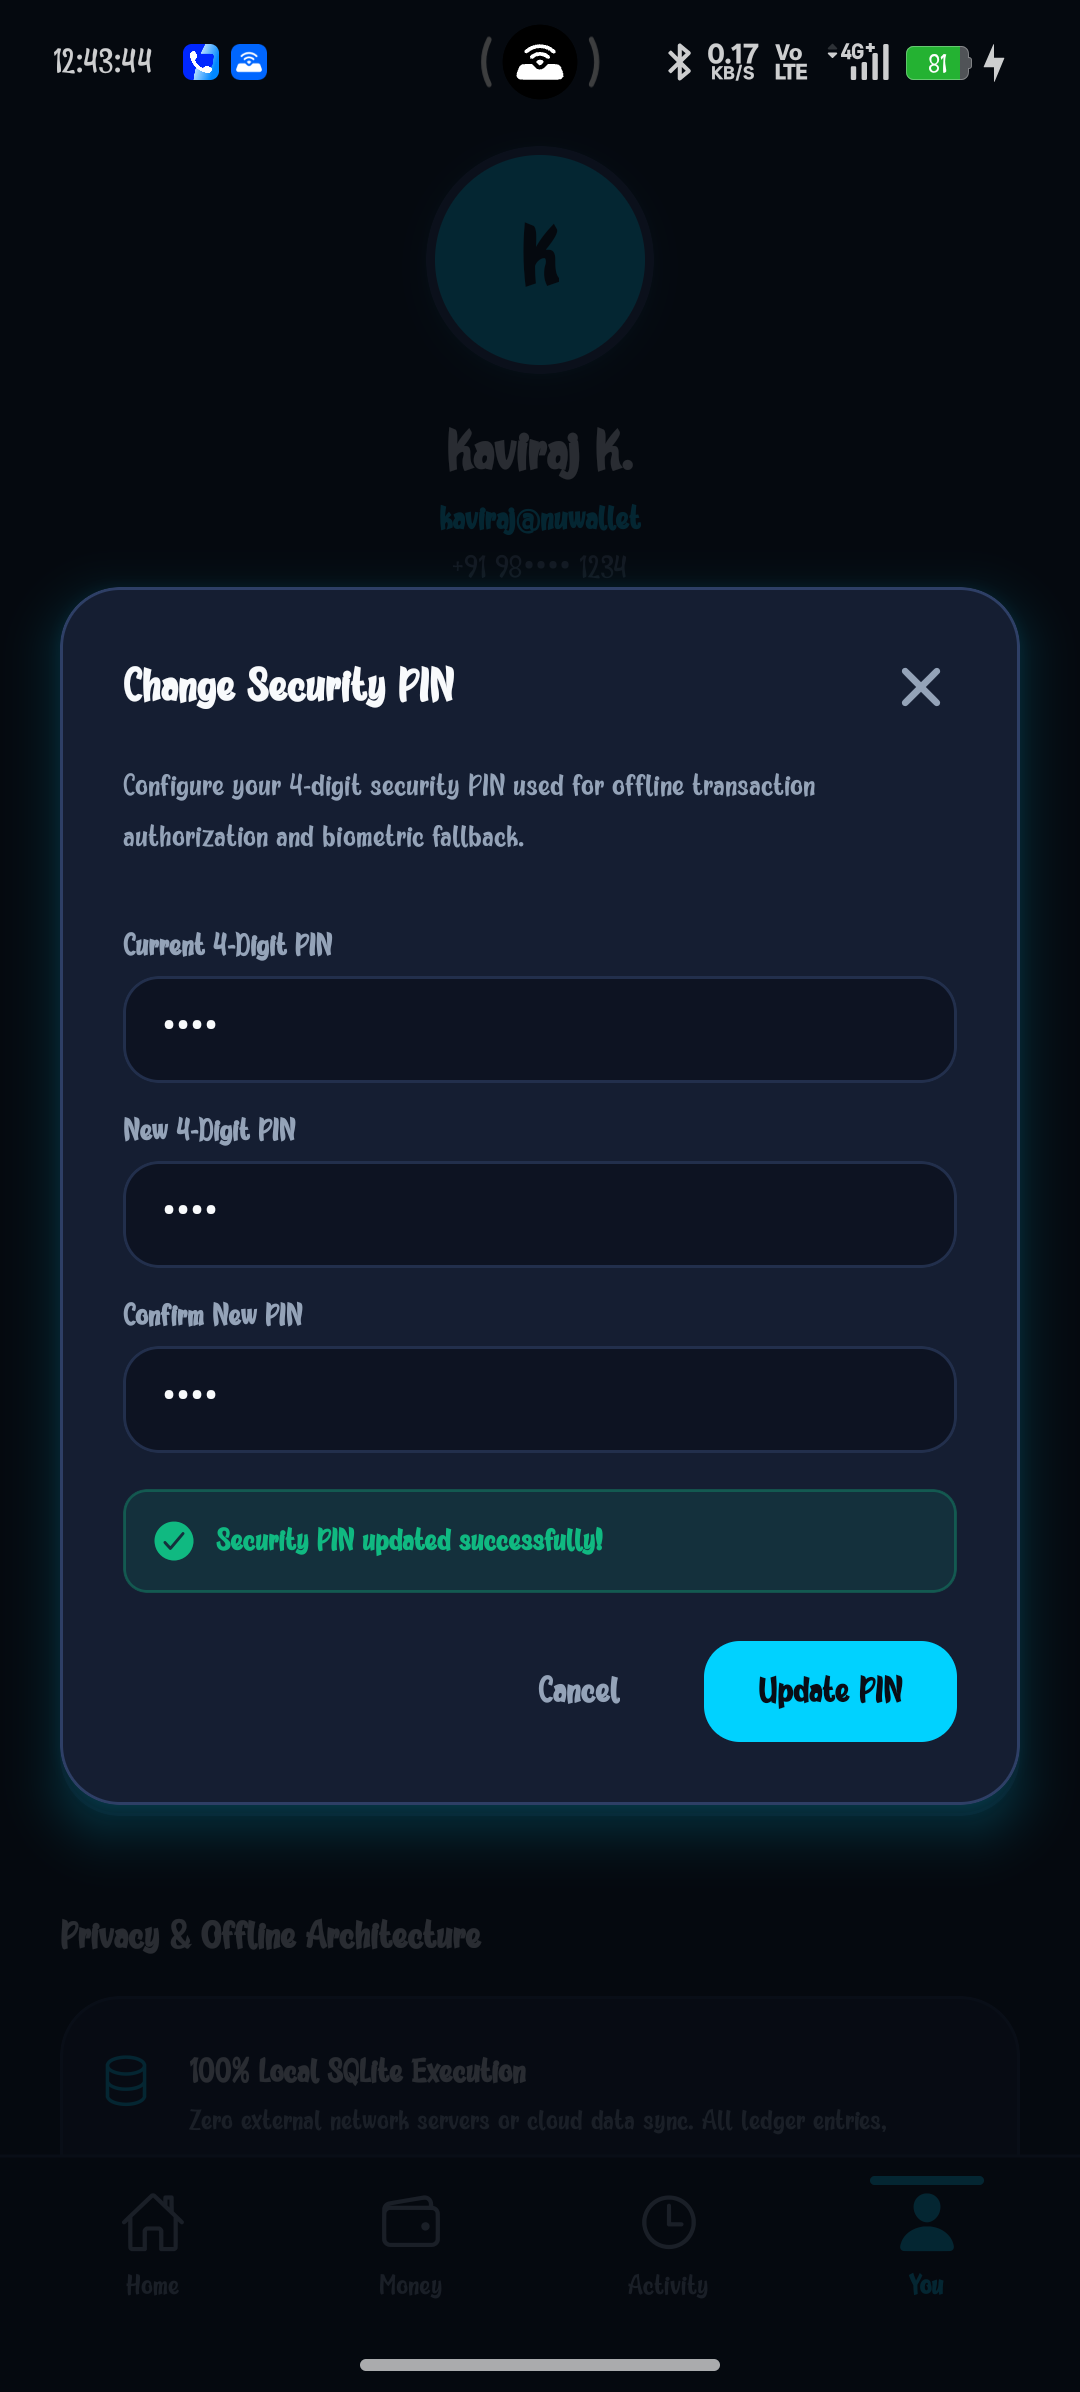 12:43:44
0.17
KB/S
Vo
LTE
4G+
81
K
Kaviraj K.
kaviraj@nuwallet
+91 98•••• 1234
Change Security PIN
Configure your 4-digit security PIN used for offline transaction
authorization and biometric fallback.
Current 4-Digit PIN
••••
New 4-Digit PIN
••••
Confirm New PIN
••••
Security PIN updated successfully!
Cancel
Update PIN
Privacy & Offline Architecture
100% Local SQLite Execution
Zero external network servers or cloud data sync. All ledger entries,
Home
Money
Activity
You